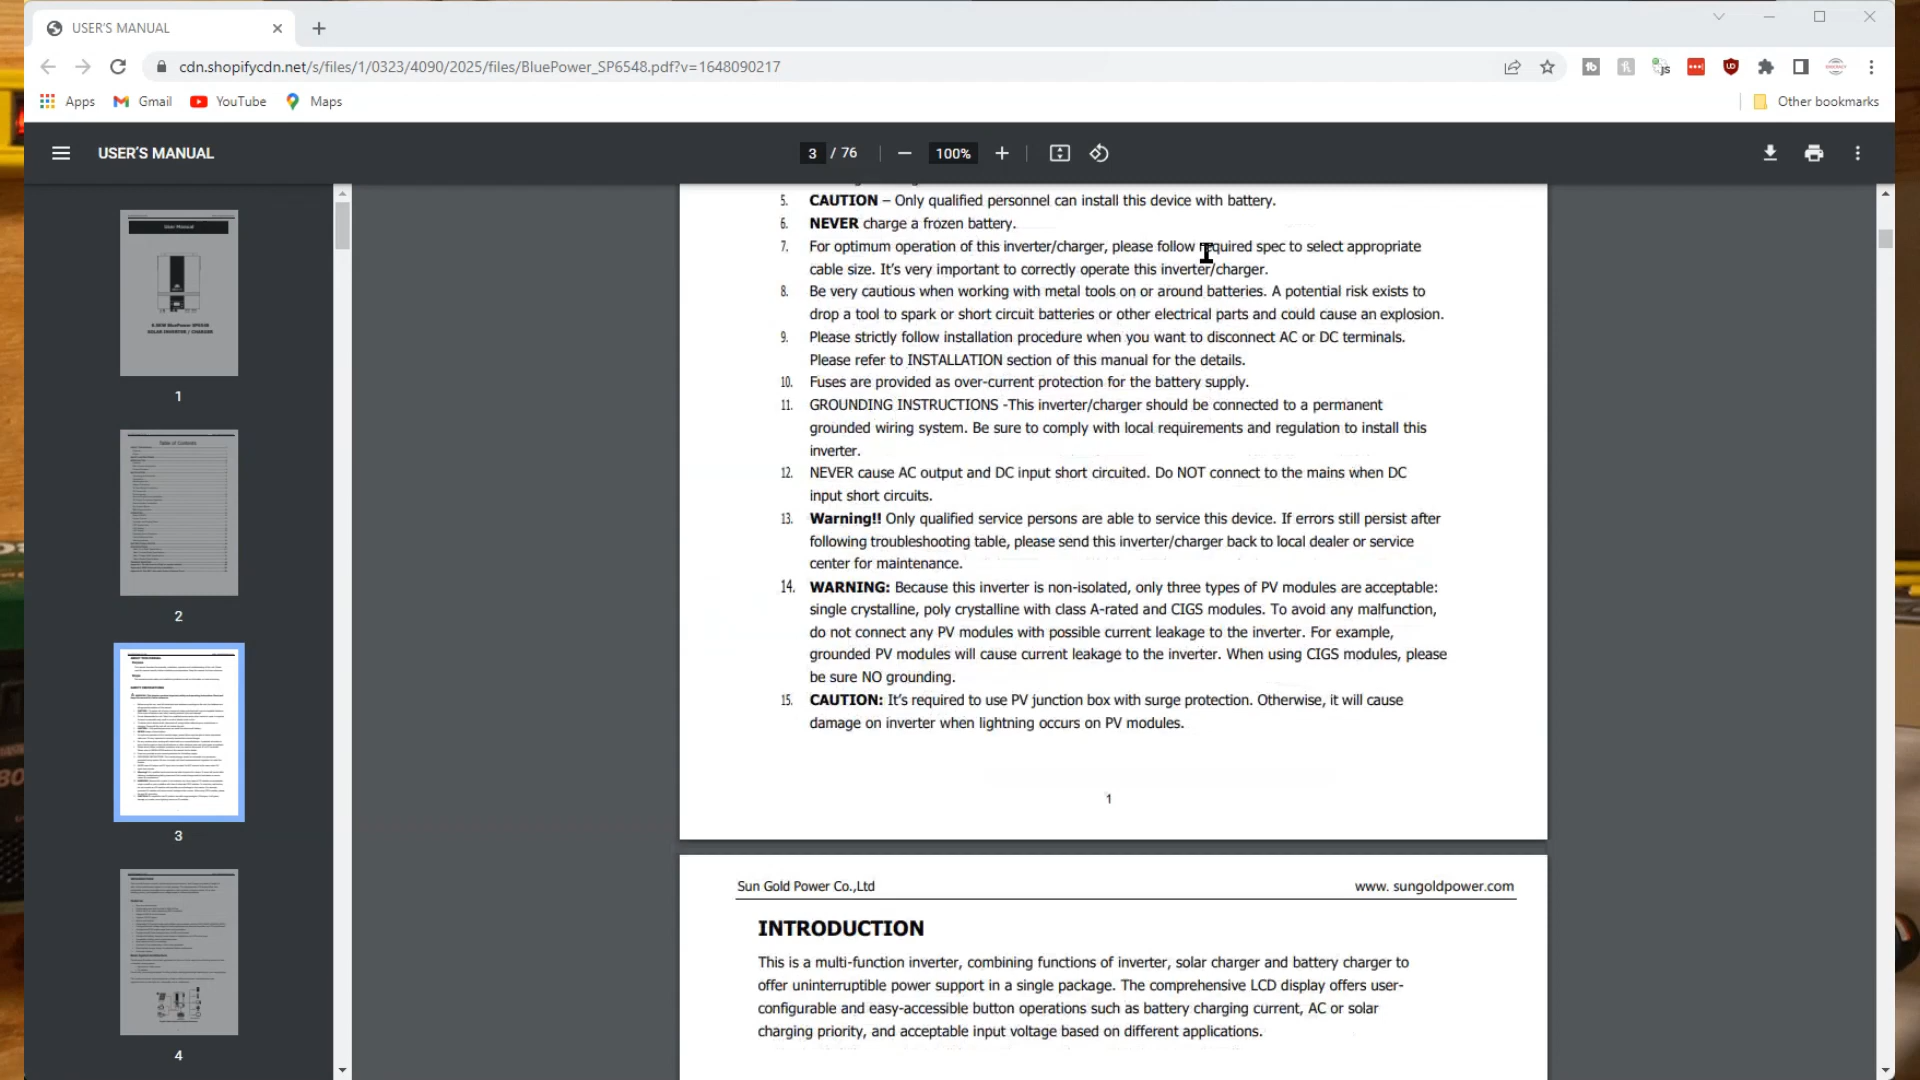 USER'S MANUAL
cdn.shopifycdn.net/s/files/1/0323/4090/2025/files/BluePower_SP6548.pdf?v=1648090217
Apps Gmail YouTube Maps Other bookmarks
USER'S MANUAL 3 / 76 100%
5. CAUTION – Only qualified personnel can install this device with battery.
6. NEVER charge a frozen battery.
7. For optimum operation of this inverter/charger, please follow required spec to select appropriate
cable size. It's very important to correctly operate this inverter/charger.
8. Be very cautious when working with metal tools on or around batteries. A potential risk exists to
drop a tool to spark or short circuit batteries or other electrical parts and could cause an explosion.
9. Please strictly follow installation procedure when you want to disconnect AC or DC terminals.
Please refer to INSTALLATION section of this manual for the details.
10. Fuses are provided as over-current protection for the battery supply.
11. GROUNDING INSTRUCTIONS -This inverter/charger should be connected to a permanent
grounded wiring system. Be sure to comply with local requirements and regulation to install this
inverter.
12. NEVER cause AC output and DC input short circuited. Do NOT connect to the mains when DC
input short circuits.
13. Warning!! Only qualified service persons are able to service this device. If errors still persist after
following troubleshooting table, please send this inverter/charger back to local dealer or service
center for maintenance.
14. WARNING: Because this inverter is non-isolated, only three types of PV modules are acceptable:
single crystalline, poly crystalline with class A-rated and CIGS modules. To avoid any malfunction,
do not connect any PV modules with possible current leakage to the inverter. For example,
grounded PV modules will cause current leakage to the inverter. When using CIGS modules, please
be sure NO grounding.
15. CAUTION: It's required to use PV junction box with surge protection. Otherwise, it will cause
damage on inverter when lightning occurs on PV modules.
1
Sun Gold Power Co.,Ltd www. sungoldpower.com
INTRODUCTION
This is a multi-function inverter, combining functions of inverter, solar charger and battery charger to
offer uninterruptible power support in a single package. The comprehensive LCD display offers user-
configurable and easy-accessible button operations such as battery charging current, AC or solar
charging priority, and acceptable input voltage based on different applications.
User Manual
1
Table of Contents
2
3
4